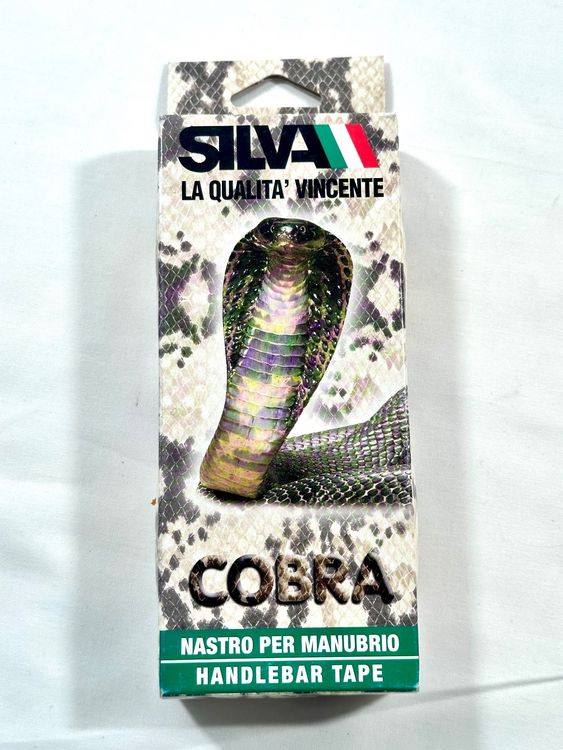 SILVA
LA QUALITA' VINCENTE
COBRA
NASTRO PER MANUBRIO
HANDLEBAR TAPE